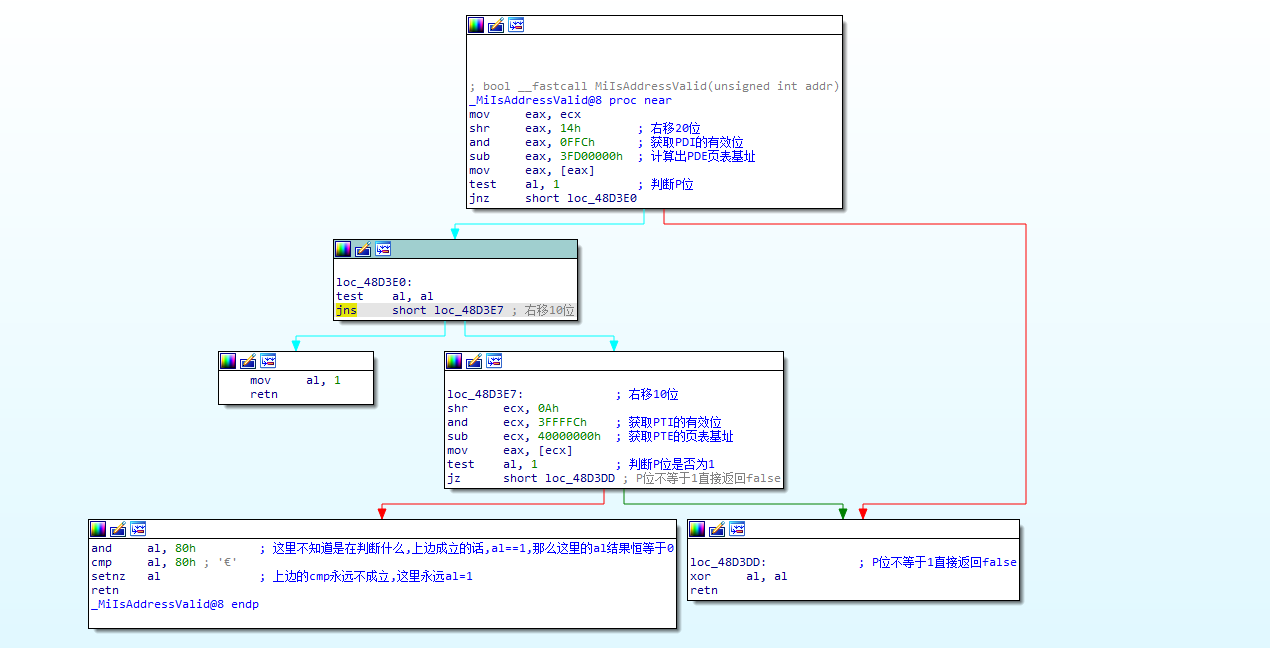 ; bool __fastcall MiIsAddressValid(unsigned int addr)
_MiIsAddressValid@8 proc near
mov eax, ecx
shr eax, 14h ; 右移20位
and eax, 0FFCh ; 获取PDI的有效位
sub eax, 3FD00000h ; 计算出PDE页表基址
mov eax, [eax]
test al, 1 ; 判断P位
jnz short loc_48D3E0
loc_48D3E0:
test al, al
jns short loc_48D3E7 ; 右移10位
mov al, 1
retn
loc_48D3E7: ; 右移10位
shr ecx, 0Ah
and ecx, 3FFFFCh ; 获取PTI的有效位
sub ecx, 40000000h ; 获取PTE的页表基址
mov eax, [ecx]
test al, 1 ; 判断P位是否为1
jz short loc_48D3DD ; P位不等于1直接返回false
and al, 80h ; 这里不知道是在判断什么,上边成立的话,al==1,那么这里的al结果恒等于0
cmp al, 80h ; '€'
setnz al ; 上边的cmp永远不成立,这里永远al=1
retn
_MiIsAddressValid@8 endp
loc_48D3DD: ; P位不等于1直接返回false
xor al, al
retn